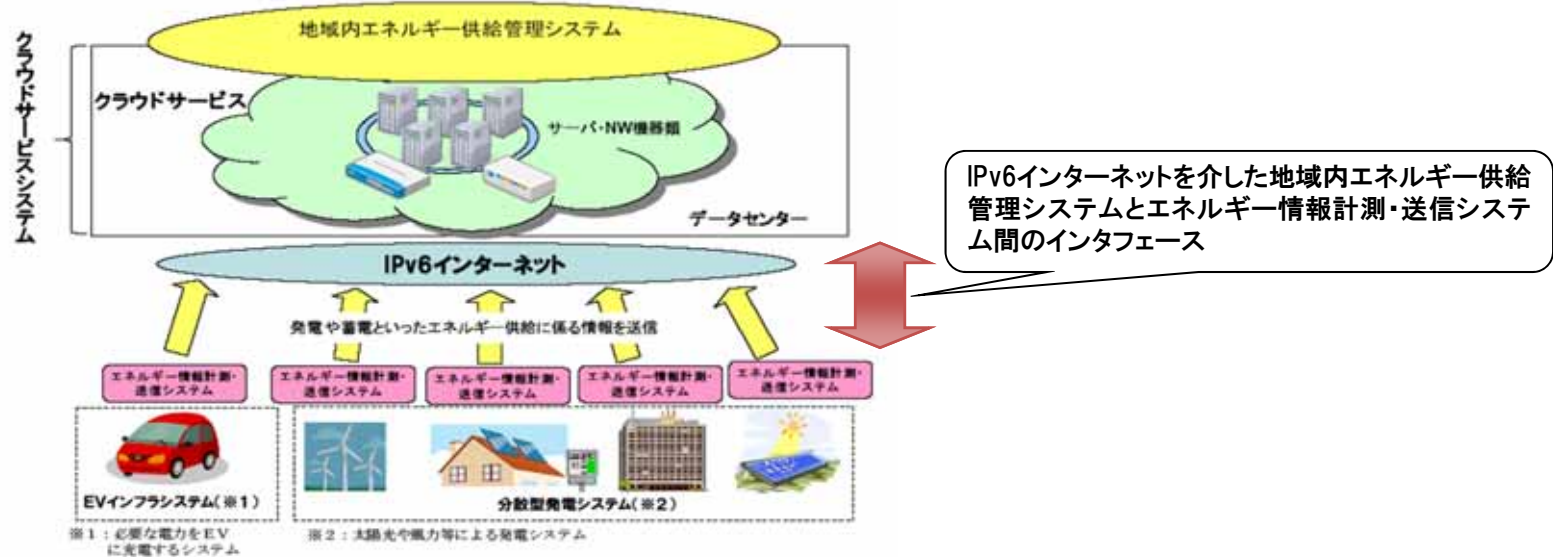 地域内エネルギー供給管理システム
クラウドサービスシステム
クラウドサービス
サーバ・NW機器類
データセンター
IPv6インターネットを介した地域内エネルギー供給
管理システムとエネルギー情報計測・送信システ
ム間のインタフェース
IPv6インターネット
発電や蓄電といったエネルギー供給に係る情報を送信
エネルギー情報計測・
送信システム
エネルギー情報計測・
送信システム
エネルギー情報計測・
送信システム
エネルギー情報計測・
送信システム
エネルギー情報計測・
送信システム
EVインフラシステム(※1)
分散型発電システム(※2)
※1:必要な電力をEV
に充電するシステム
※2:太陽光や風力等による発電システム